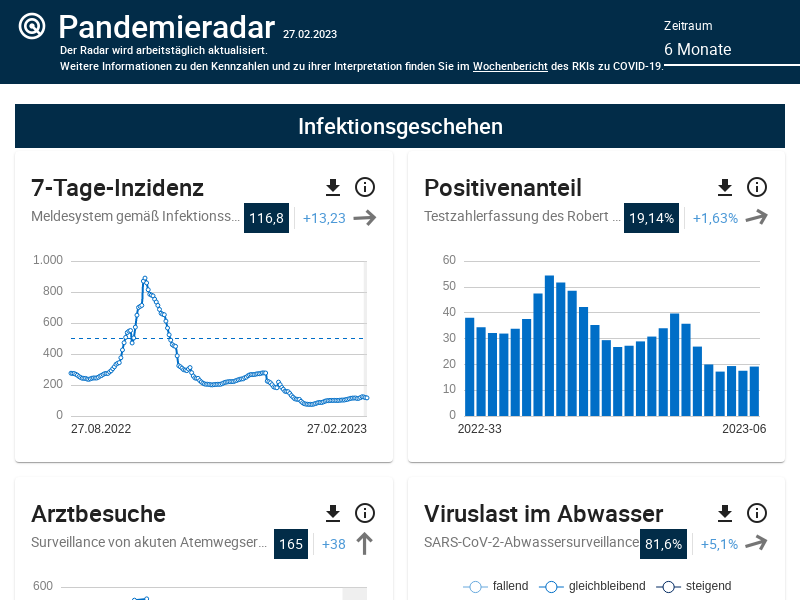 Pandemieradar 27.02.2023
Der Radar wird arbeitstäglich aktualisiert.
Weitere Informationen zu den Kennzahlen und zu ihrer Interpretation finden Sie im Wochenbericht des RKIs zu COVID-19.
Zeitraum
6 Monate
Infektionsgeschehen
7-Tage-Inzidenz
Meldesystem gemäß Infektionss... 116,8 +13,23
1.000
800
600
400
200
0
27.08.2022 27.02.2023
Positivenanteil
Testzahlerfassung des Robert ... 19,14% +1,63%
60
50
40
30
20
10
0
2022-33 2023-06
Arztbesuche
Surveillance von akuten Atemwegser... 165 +38
600
Viruslast im Abwasser
SARS-CoV-2-Abwassersurveillance 81,6% +5,1%
fallend gleichbleibend steigend